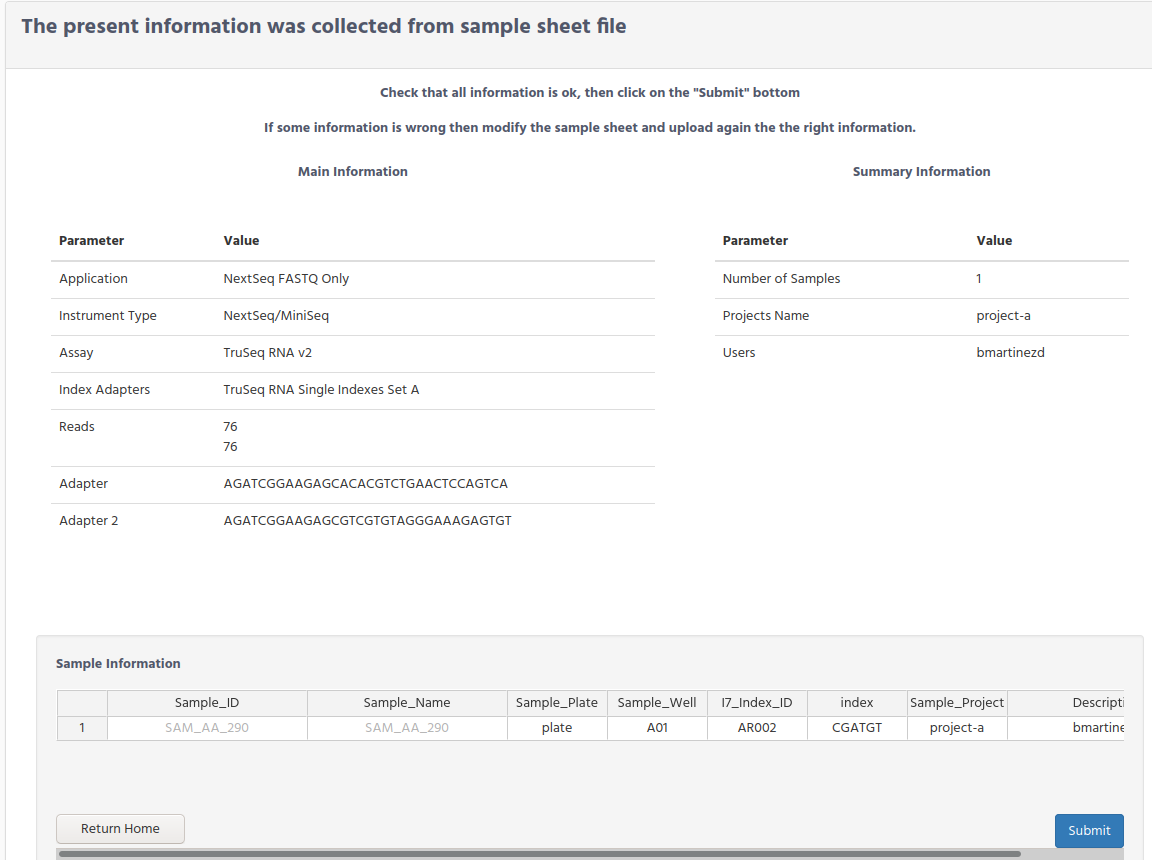 The present information was collected from sample sheet file
Check that all information is ok, then click on the "Submit" bottom
If some information is wrong then modify the sample sheet and upload again the the right information.
Main Information
Parameter Value
Application NextSeq FASTQ Only
Instrument Type NextSeq/MiniSeq
Assay TruSeq RNA v2
Index Adapters TruSeq RNA Single Indexes Set A
Reads 76
76
Adapter AGATCGGAAGAGCACACGTCTGAACTCCAGTCA
Adapter 2 AGATCGGAAGAGCGTCGTGTAGGGAAAGAGTGT
Summary Information
Parameter Value
Number of Samples 1
Projects Name project-a
Users bmartinezd
Sample Information
Sample_ID Sample_Name Sample_Plate Sample_Well I7_Index_ID index Sample_Project Descripti
1 SAM_AA_290 SAM_AA_290 plate A01 AR002 CGATGT project-a bmartine
Return Home Submit